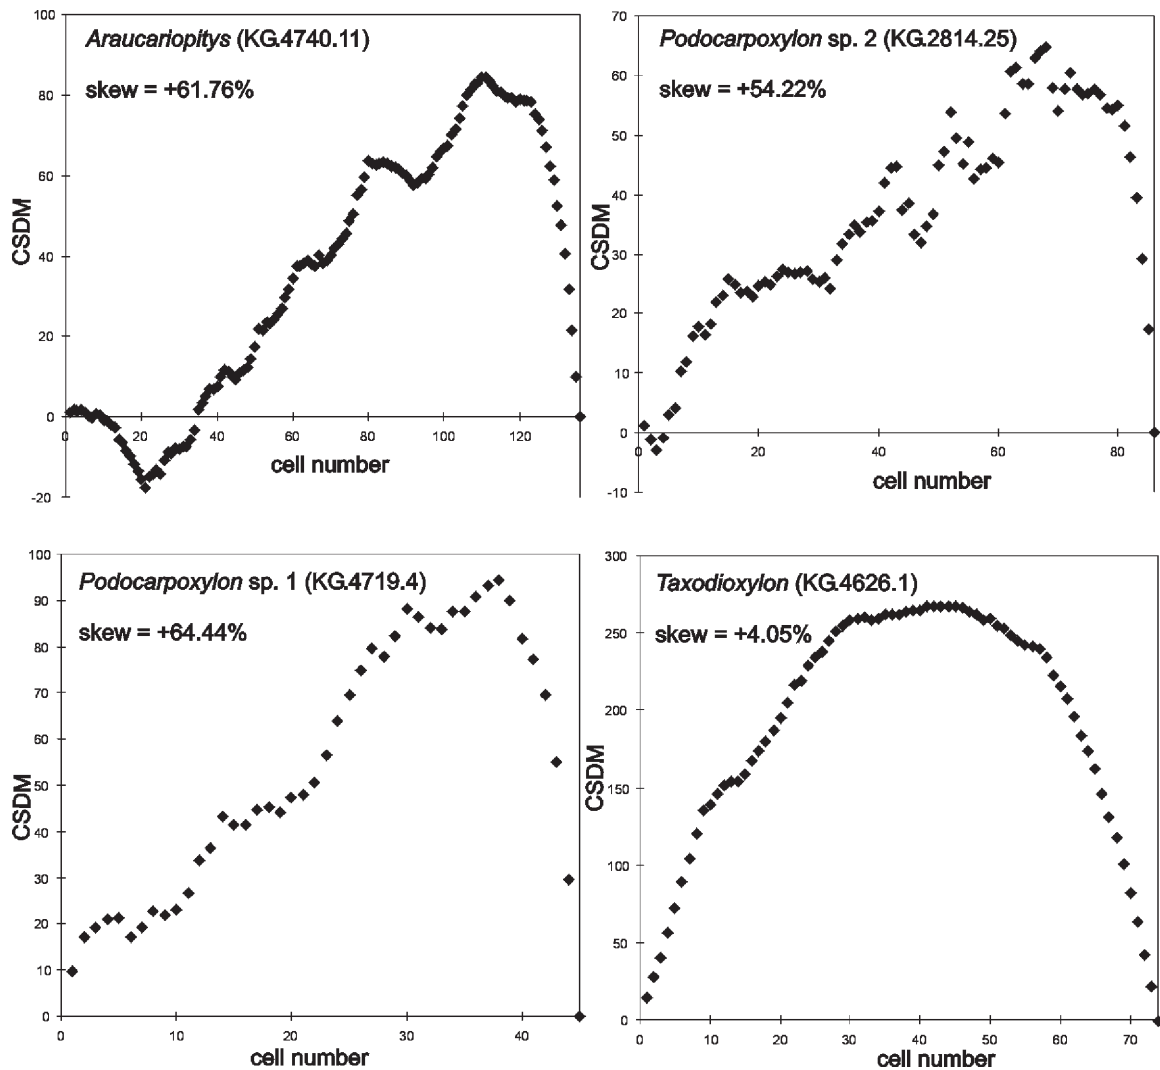 Araucariopitys (KG.4740.11)
skew = +61.76%
100
80
60
40
20
0
-20
0 20 40 60 80 100 120
CSDM
cell number
Podocarpoxylon sp. 2 (KG.2814.25)
skew = +54.22%
70
60
50
40
30
20
10
0
-10
0 20 40 60 80
CSDM
cell number
Podocarpoxylon sp. 1 (KG.4719.4)
skew = +64.44%
100
90
80
70
60
50
40
30
20
10
0
0 10 20 30 40
CSDM
cell number
Taxodioxylon (KG.4626.1)
skew = +4.05%
300
250
200
150
100
50
0
0 10 20 30 40 50 60 70
CSDM
cell number